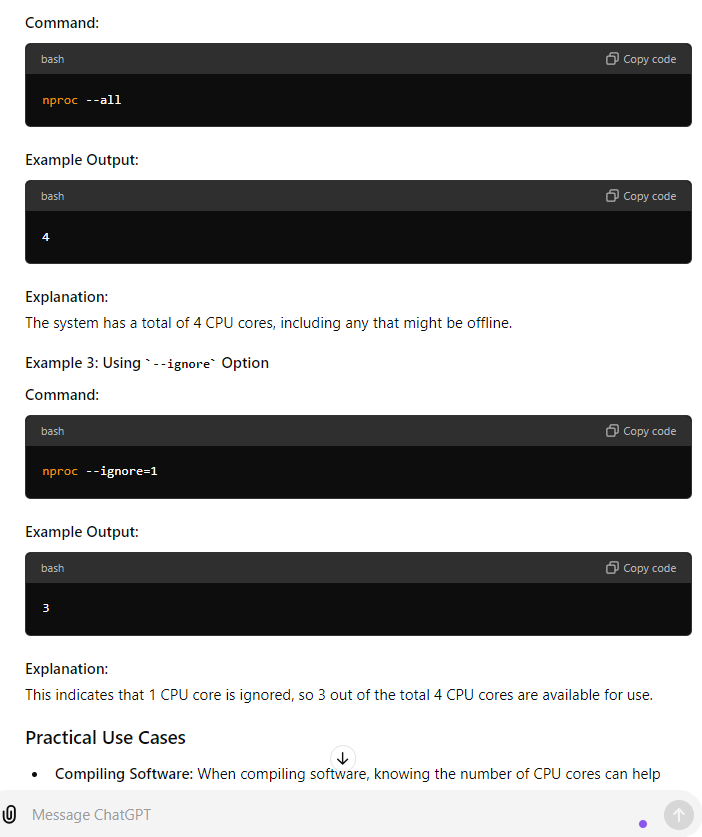 Command:
bash
Copy code
nproc --all
Example Output:
bash
Copy code
4
Explanation:
The system has a total of 4 CPU cores, including any that might be offline.
Example 3: Using `--ignore` Option
Command:
bash
Copy code
nproc --ignore=1
Example Output:
bash
Copy code
3
Explanation:
This indicates that 1 CPU core is ignored, so 3 out of the total 4 CPU cores are available for use.
Practical Use Cases
• Compiling Software: When compiling software, knowing the number of CPU cores can help
Message ChatGPT